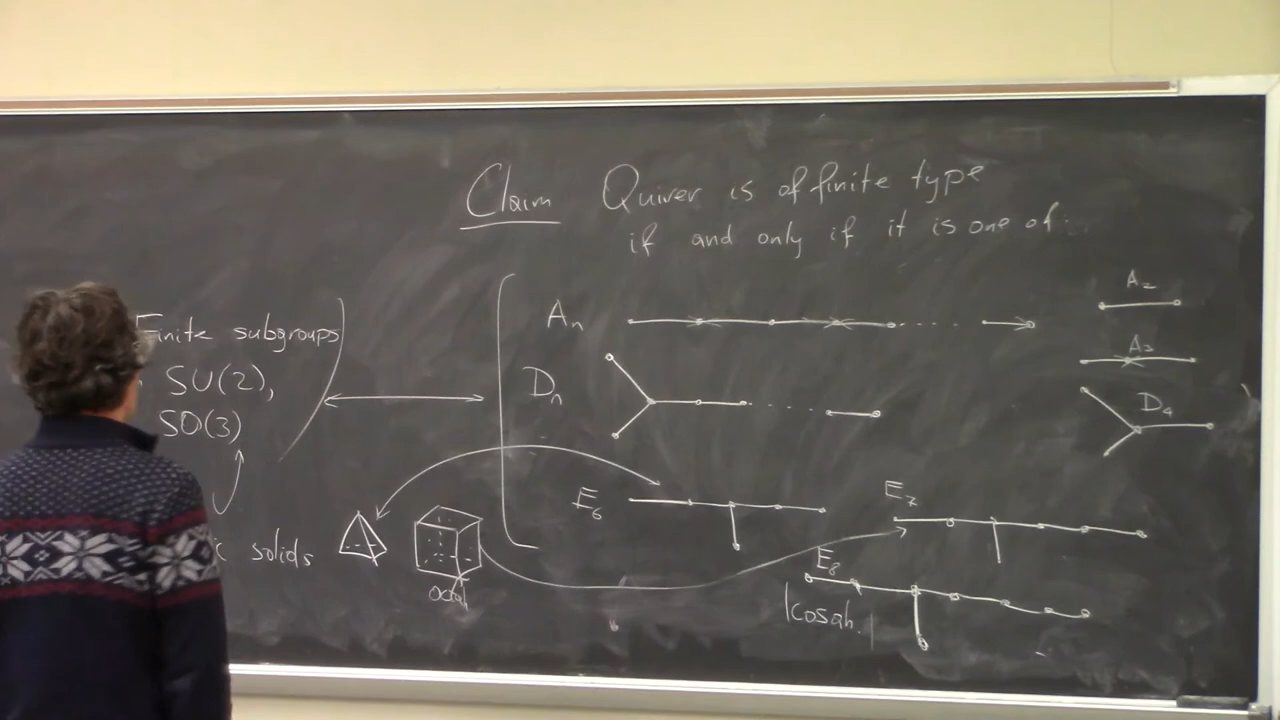 Claim Quiver is of finite type
if and only if it is one of
A₂
Finite subgroups
Aₙ
A₃
SU(2),
Dₙ
D₄
SO(3)
E₆
E₇
solids
E₈
Icosah.